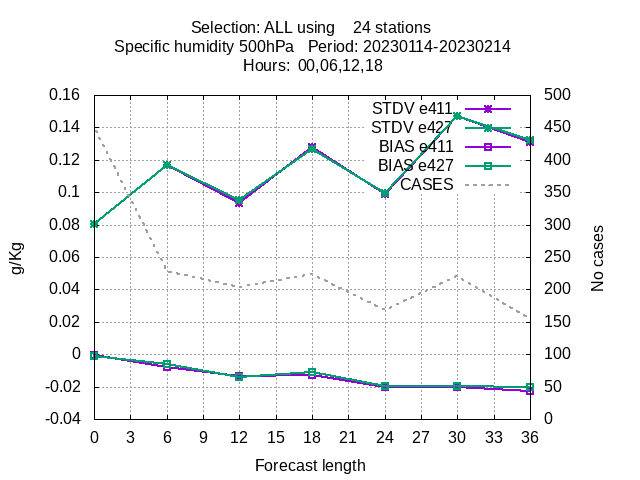 Selection: ALL using    24 stations
Specific humidity 500hPa   Period: 20230114-20230214
Hours:  00,06,12,18
STDV e411
STDV e427
BIAS e411
BIAS e427
CASES
0.16
0.14
0.12
0.1
0.08
0.06
0.04
0.02
0
-0.02
-0.04
g/Kg
500
450
400
350
300
250
200
150
100
50
0
No cases
0 3 6 9 12 15 18 21 24 27 30 33 36
Forecast length